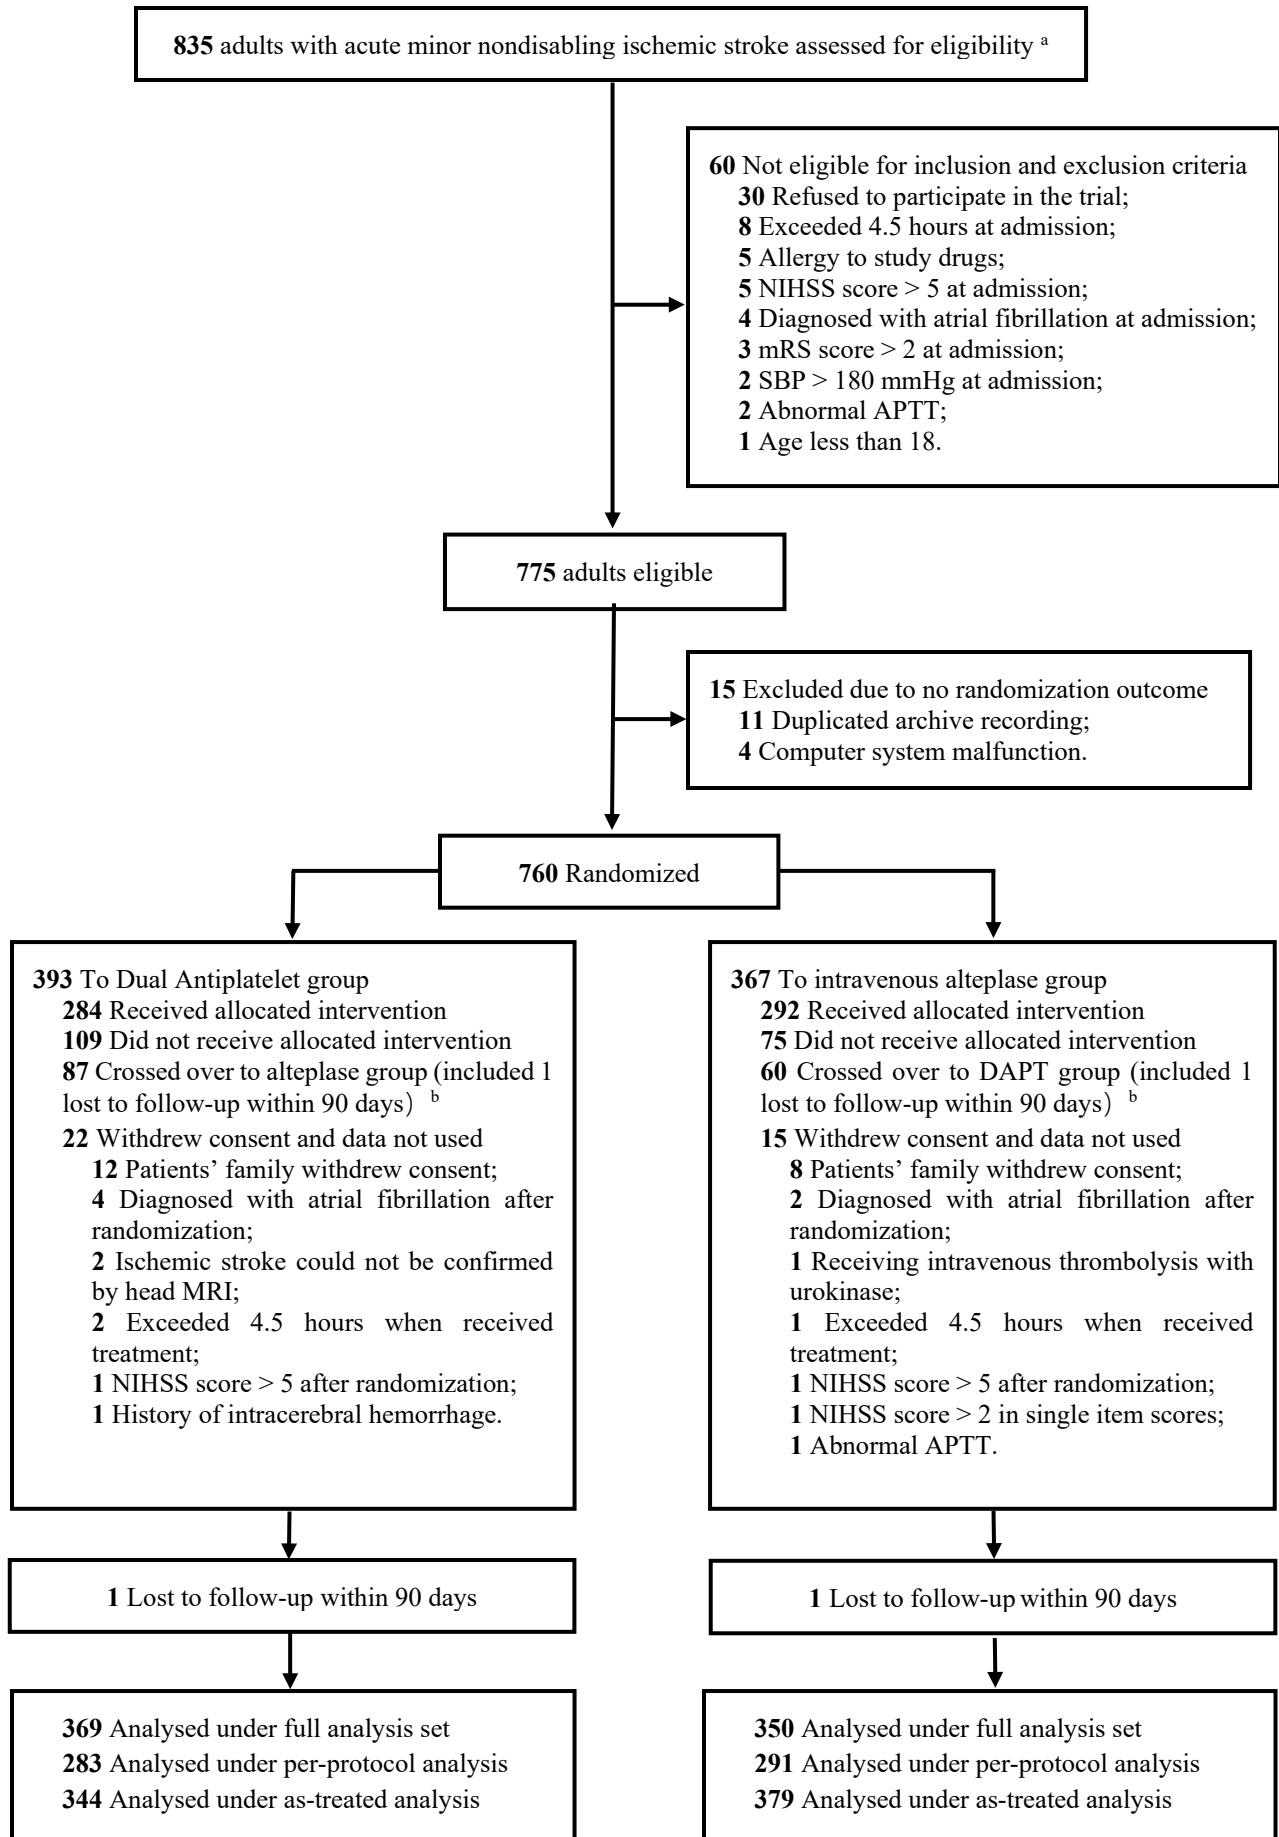 835 adults with acute minor nondisabling ischemic stroke assessed for eligibility a
60 Not eligible for inclusion and exclusion criteria
30 Refused to participate in the trial;
8 Exceeded 4.5 hours at admission;
5 Allergy to study drugs;
5 NIHSS score > 5 at admission;
4 Diagnosed with atrial fibrillation at admission;
3 mRS score > 2 at admission;
2 SBP > 180 mmHg at admission;
2 Abnormal APTT;
1 Age less than 18.
775 adults eligible
15 Excluded due to no randomization outcome
11 Duplicated archive recording;
4 Computer system malfunction.
760 Randomized
393 To Dual Antiplatelet group
284 Received allocated intervention
109 Did not receive allocated intervention
87 Crossed over to alteplase group (included 1
lost to follow-up within 90 days） b
22 Withdrew consent and data not used
12 Patients’ family withdrew consent;
4 Diagnosed with atrial fibrillation after
randomization;
2 Ischemic stroke could not be confirmed
by head MRI;
2 Exceeded 4.5 hours when received
treatment;
1 NIHSS score > 5 after randomization;
1 History of intracerebral hemorrhage.
367 To intravenous alteplase group
292 Received allocated intervention
75 Did not receive allocated intervention
60 Crossed over to DAPT group (included 1
lost to follow-up within 90 days） b
15 Withdrew consent and data not used
8 Patients’ family withdrew consent;
2 Diagnosed with atrial fibrillation after
randomization;
1 Receiving intravenous thrombolysis with
urokinase;
1 Exceeded 4.5 hours when received
treatment;
1 NIHSS score > 5 after randomization;
1 NIHSS score > 2 in single item scores;
1 Abnormal APTT.
1 Lost to follow-up within 90 days
1 Lost to follow-up within 90 days
369 Analysed under full analysis set
283 Analysed under per-protocol analysis
344 Analysed under as-treated analysis
350 Analysed under full analysis set
291 Analysed under per-protocol analysis
379 Analysed under as-treated analysis